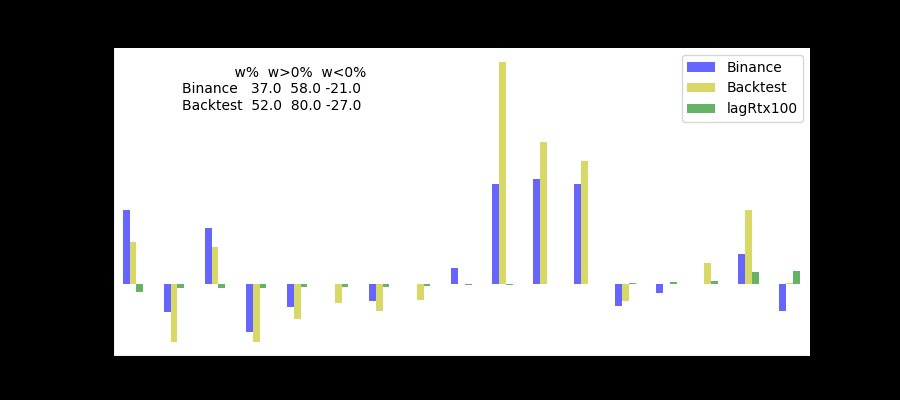 w% w>0% w<0%
Binance 37.0 58.0 -21.0
Backtest 52.0 80.0 -27.0
Binance
Backtest
lagRtx100